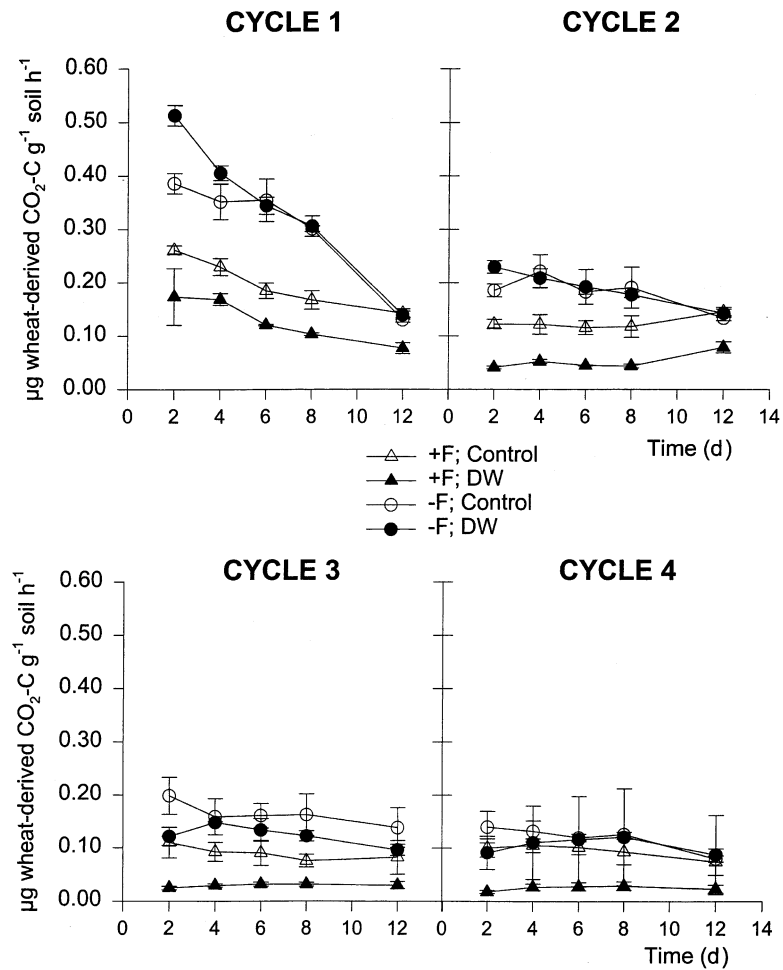 CYCLE 1 CYCLE 2
µg wheat-derived CO2-C g-1 soil h-1
0.60
0.50
0.40
0.30
0.20
0.10
0.00
0 2 4 6 8 10 12 0 2 4 6 8 10 12 14
Time (d)
+F; Control
+F; DW
-F; Control
-F; DW
CYCLE 3 CYCLE 4
µg wheat-derived CO2-C g-1 soil h-1
0.60
0.50
0.40
0.30
0.20
0.10
0.00
0 2 4 6 8 10 12 0 2 4 6 8 10 12 14
Time (d)